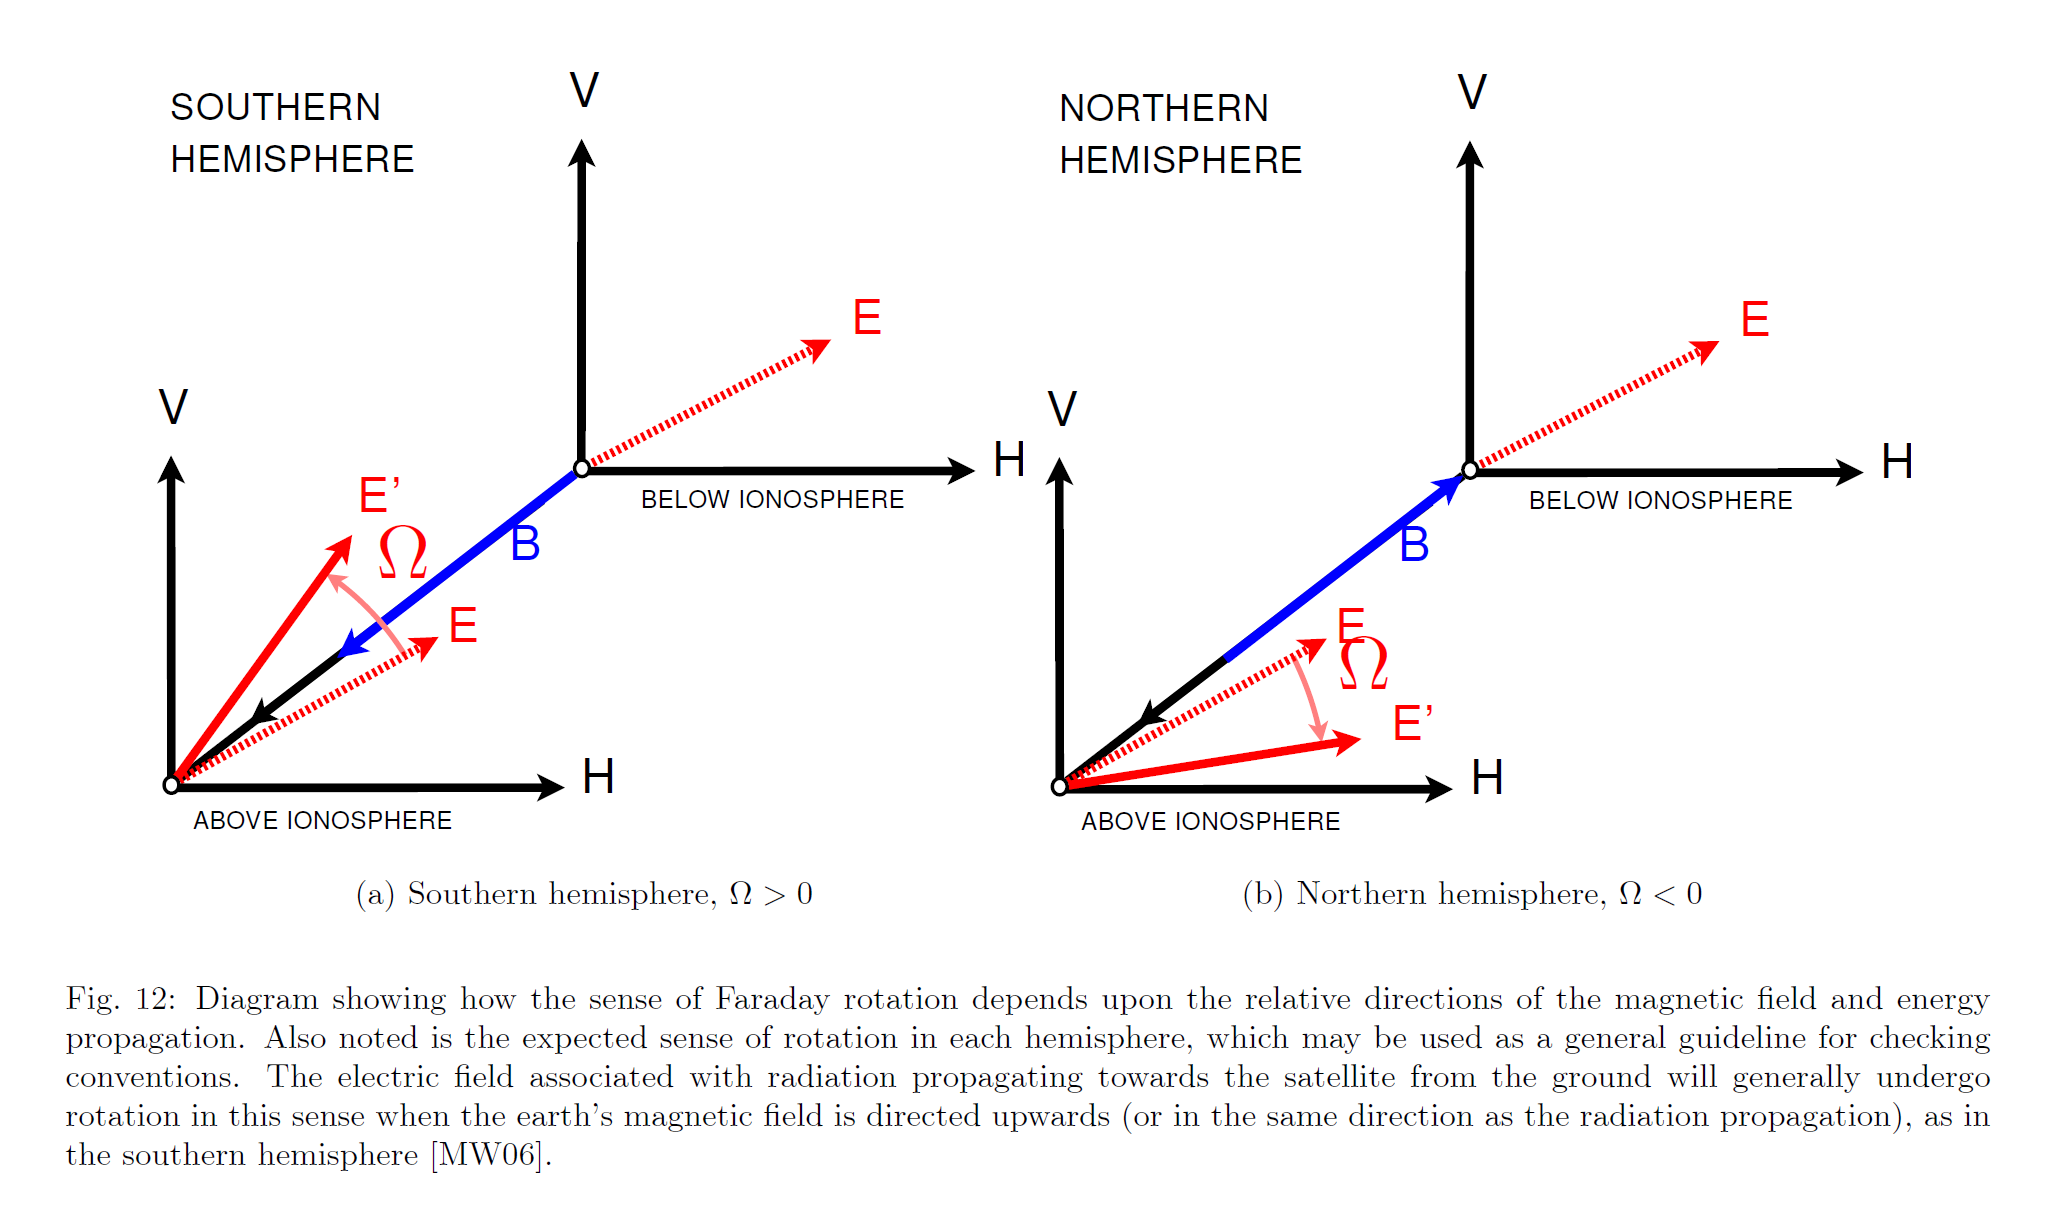 SOUTHERN
HEMISPHERE
V
E
V
H
BELOW IONOSPHERE
E’
Ω
B
E
H
ABOVE IONOSPHERE
(a) Southern hemisphere, Ω > 0
NORTHERN
HEMISPHERE
V
E
V
H
BELOW IONOSPHERE
B
E
Ω
E’
H
ABOVE IONOSPHERE
(b) Northern hemisphere, Ω < 0
Fig. 12: Diagram showing how the sense of Faraday rotation depends upon the relative directions of the magnetic field and energy
propagation. Also noted is the expected sense of rotation in each hemisphere, which may be used as a general guideline for checking
conventions. The electric field associated with radiation propagating towards the satellite from the ground will generally undergo
rotation in this sense when the earth’s magnetic field is directed upwards (or in the same direction as the radiation propagation), as in
the southern hemisphere [MW06].